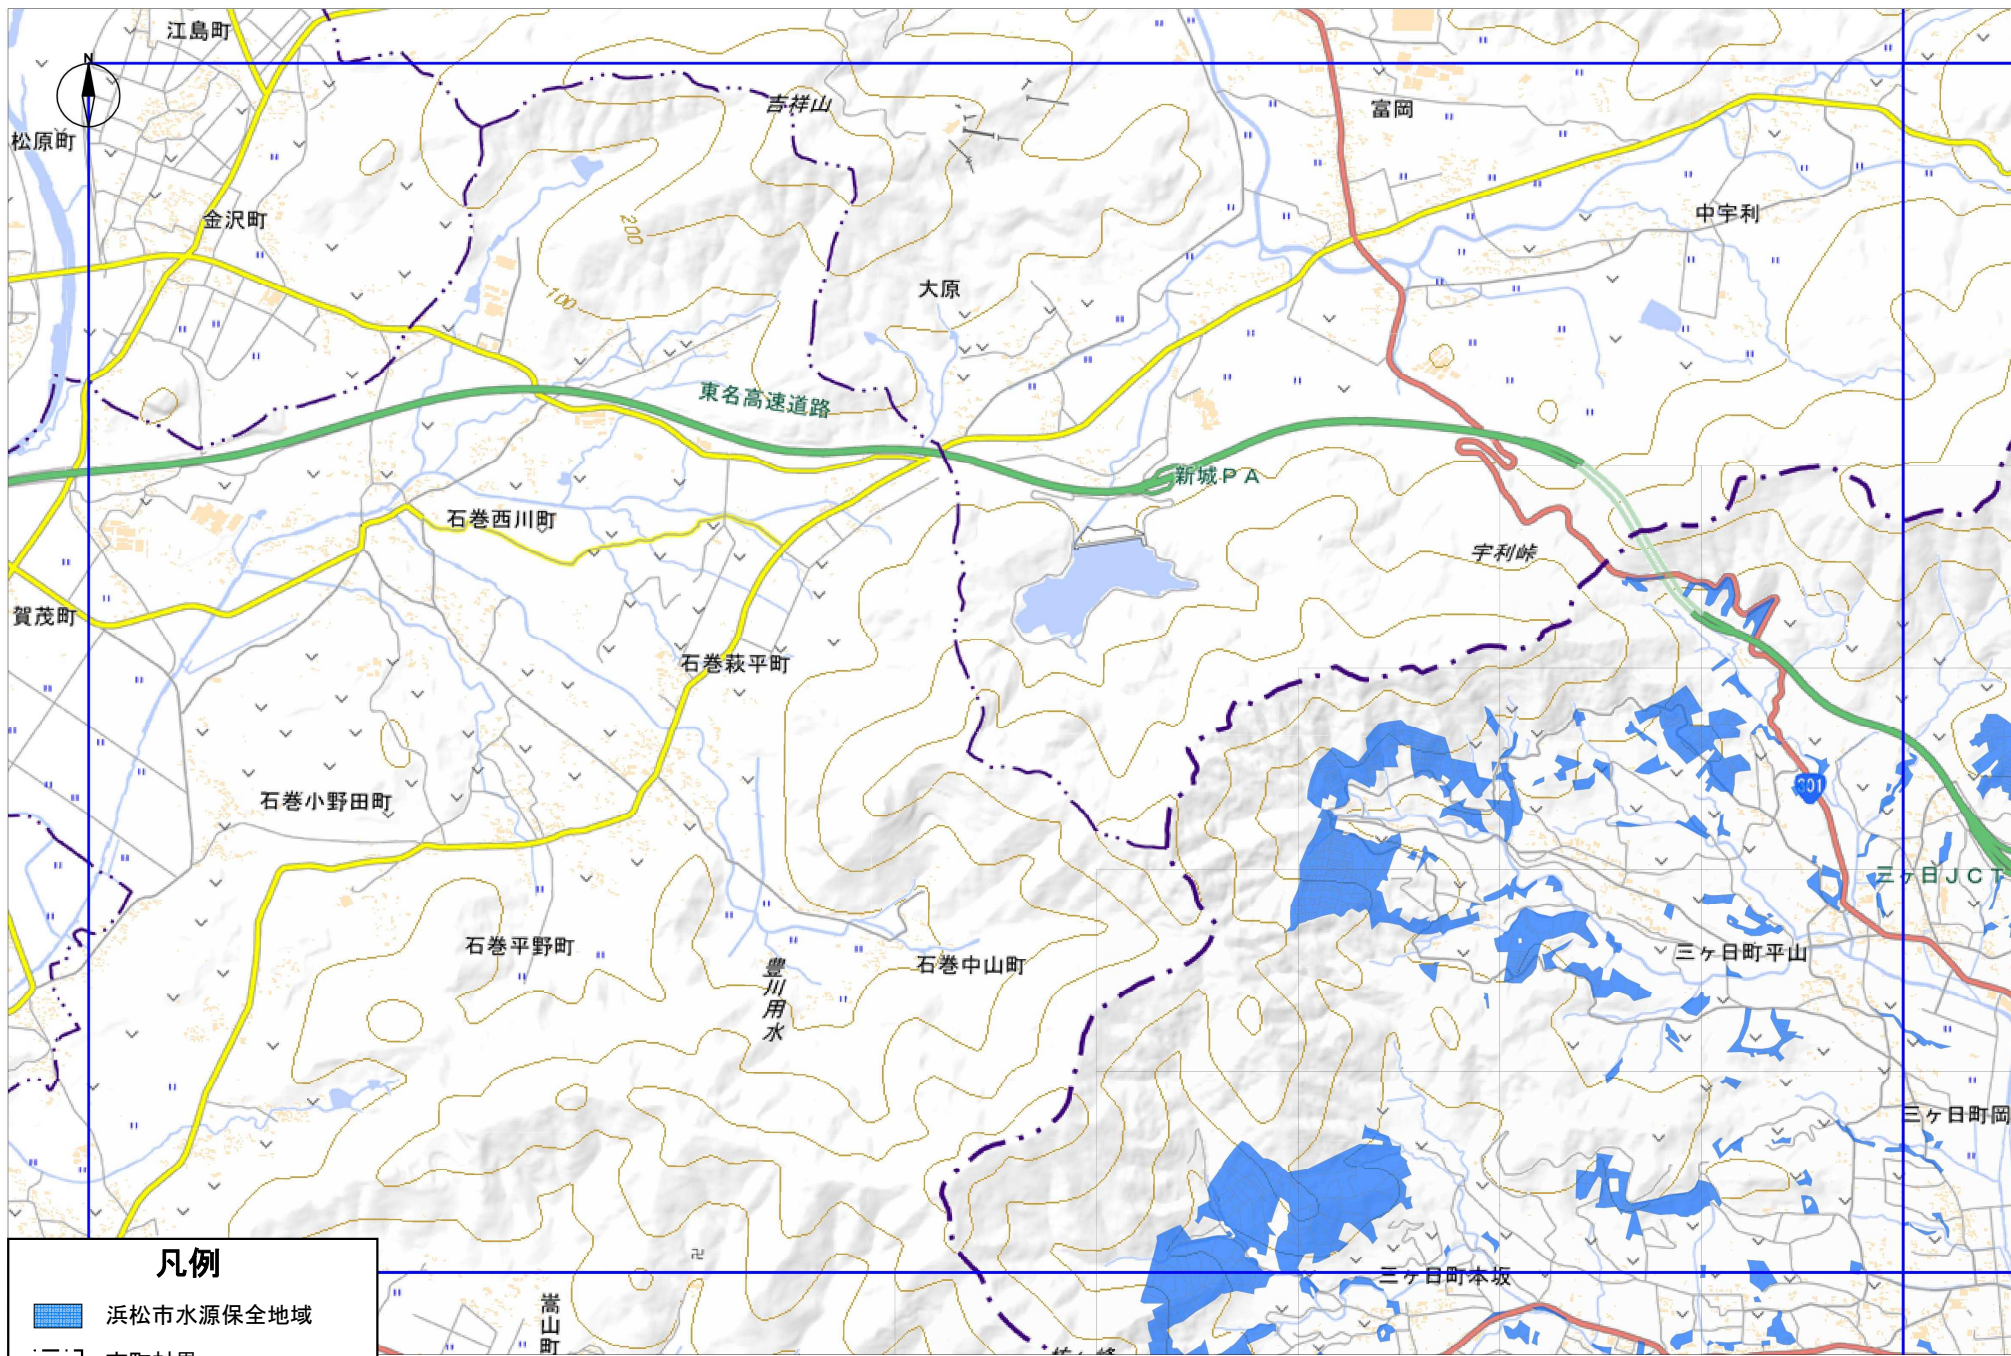 江島町
N
吉祥山
富岡
松原町
金沢町
200
中宇利
100
大原
東名高速道路
新城PA
石巻西川町
宇利峠
賀茂町
石巻萩平町
301
石巻小野田町
三ヶ日JCT
石巻平野町
豊川用水
石巻中山町
三ヶ日町平山
三ヶ日町岡
凡例
浜松市水源保全地域
嵩山町
三ヶ日町本坂